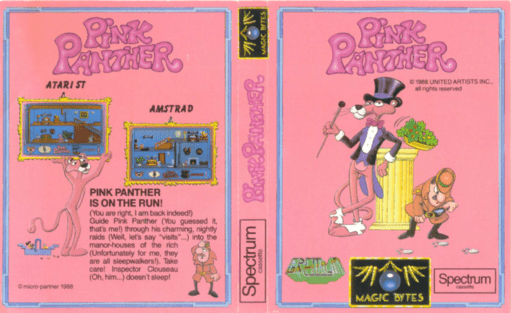 PINK
PANTHER
ATARI ST
AMSTRAD
PINK PANTHER
IS ON THE RUN!
(You are right, I am back indeed!)
Guide Pink Panther (You guessed it,
that's me!) through his charming, nightly
raids (Well, let's say "visits"...) into the
manor-houses of the rich
(Unfortunately for me, they
are all sleepwalkers!). Take
care! Inspector Clouseau
(Oh, him...) doesn't sleep!
© micro-partner 1988
MAGIC BYTES
PINK PANTHER
Spectrum
cassette
PINK
PANTHER
© 1988 UNITED ARTISTS INC.,
all rights reserved
MAGIC BYTES
Spectrum
cassette